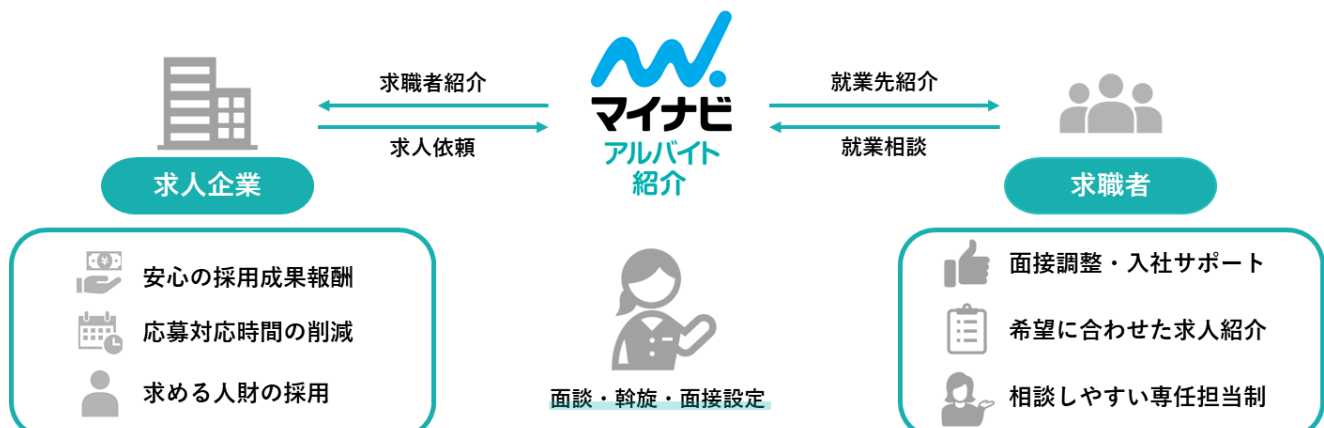 求職者紹介
求人依頼
マイナビ
アルバイト
紹介
就業先紹介
就業相談
求人企業
求職者
安心の採用成果報酬
応募対応時間の削減
求める人財の採用
面談・斡旋・面接設定
面接調整・入社サポート
希望に合わせた求人紹介
相談しやすい専任担当制